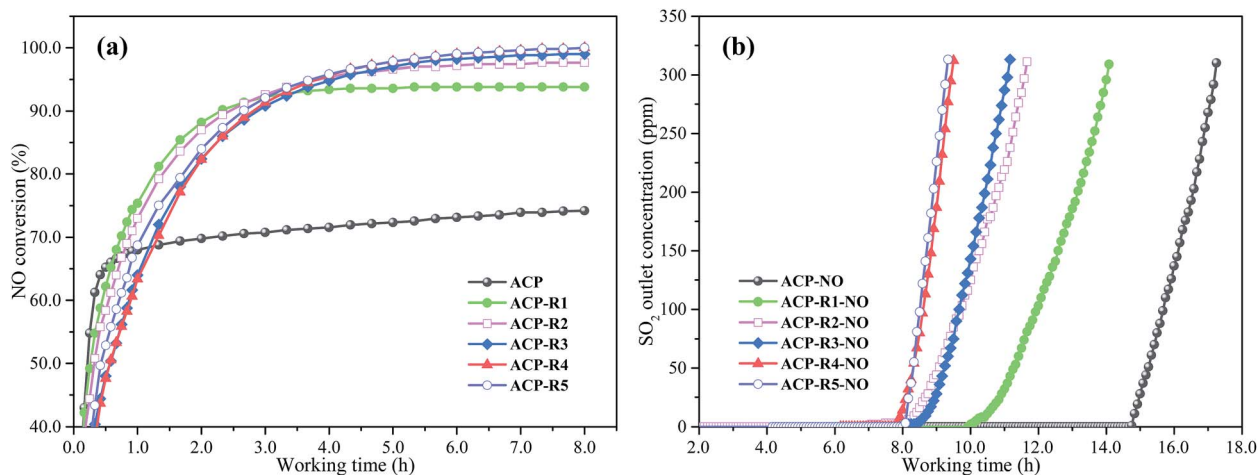 (a)
NO conversion (%)
100.0
90.0
80.0
70.0
60.0
50.0
40.0
0.0 1.0 2.0 3.0 4.0 5.0 6.0 7.0 8.0
Working time (h)
ACP
ACP-R1
ACP-R2
ACP-R3
ACP-R4
ACP-R5
(b)
SO₂ outlet concentration (ppm)
350
300
250
200
150
100
50
0
2.0 4.0 6.0 8.0 10.0 12.0 14.0 16.0 18.0
Working time (h)
ACP-NO
ACP-R1-NO
ACP-R2-NO
ACP-R3-NO
ACP-R4-NO
ACP-R5-NO